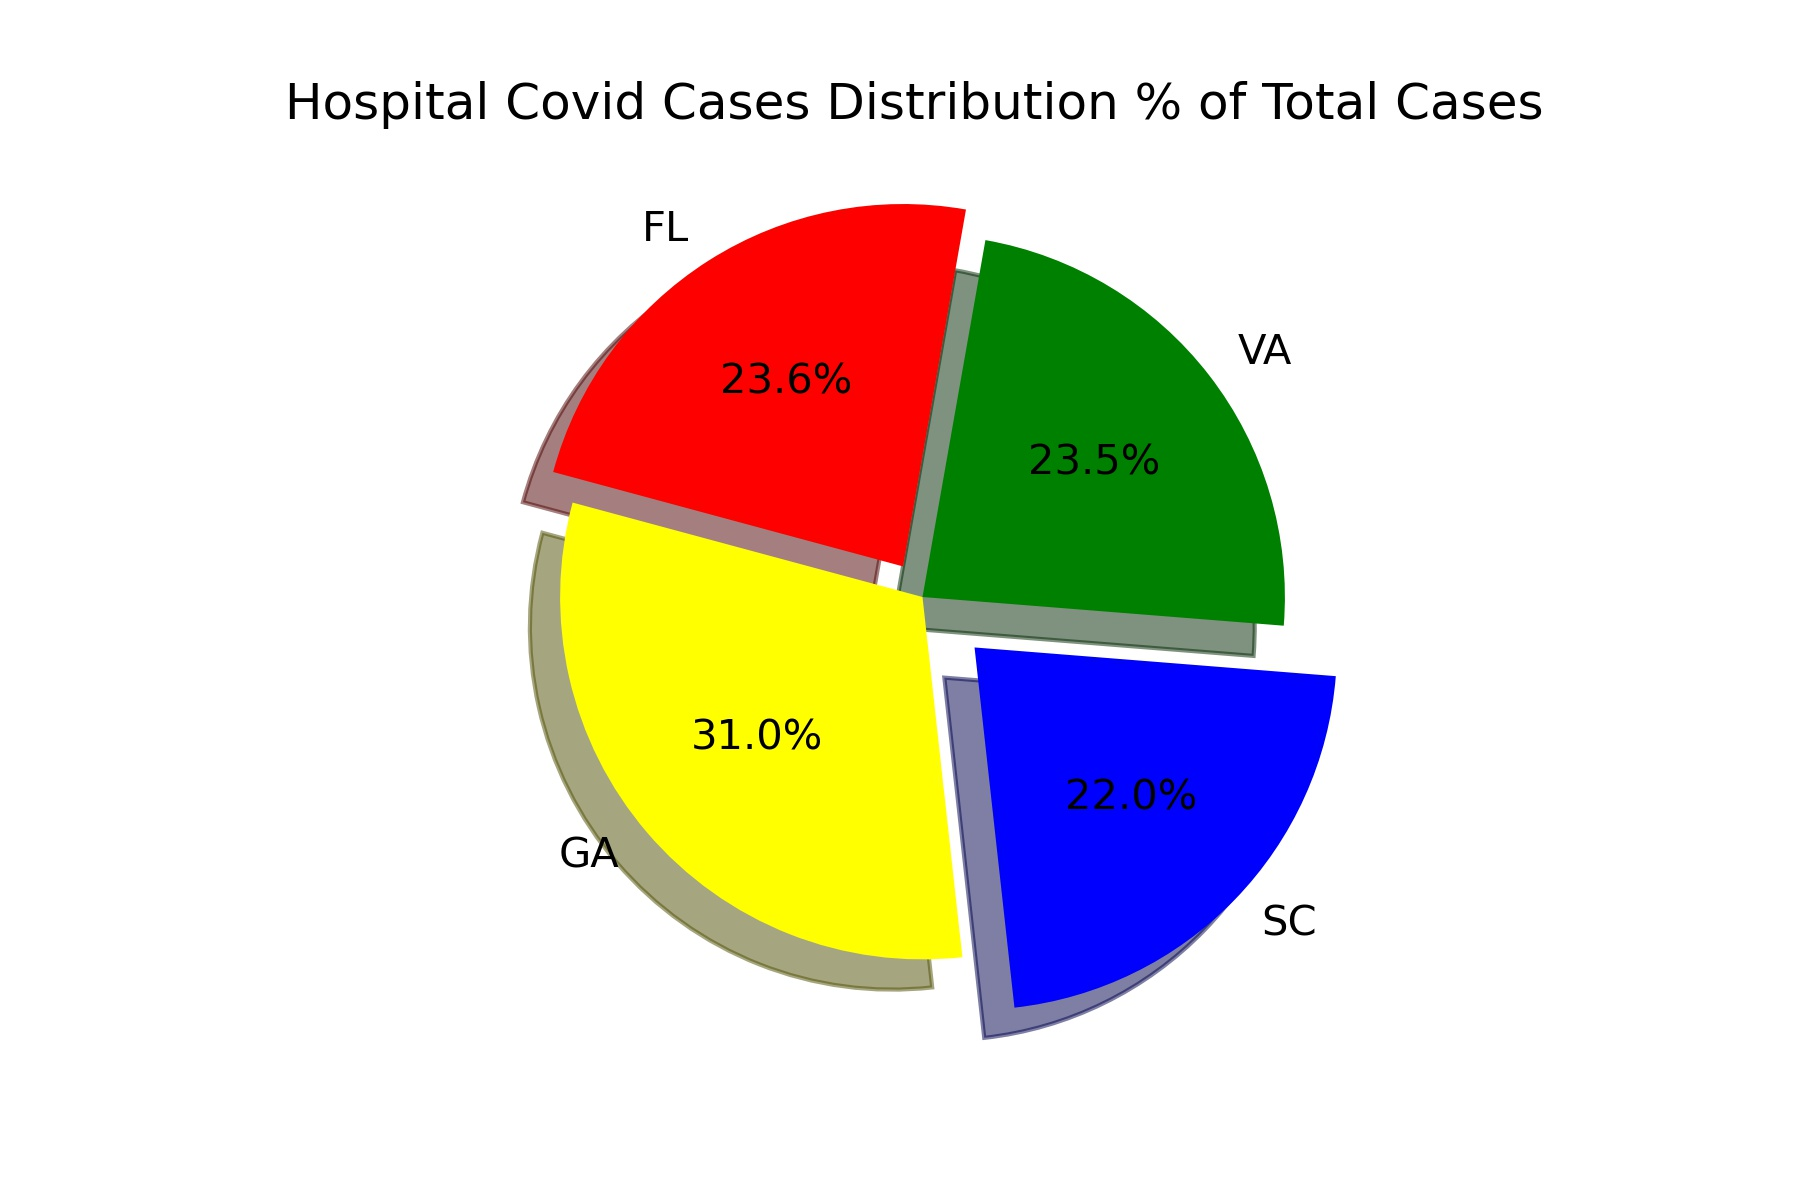 Hospital Covid Cases Distribution % of Total Cases
FL
VA
23.6%
23.5%
31.0%
22.0%
GA
SC